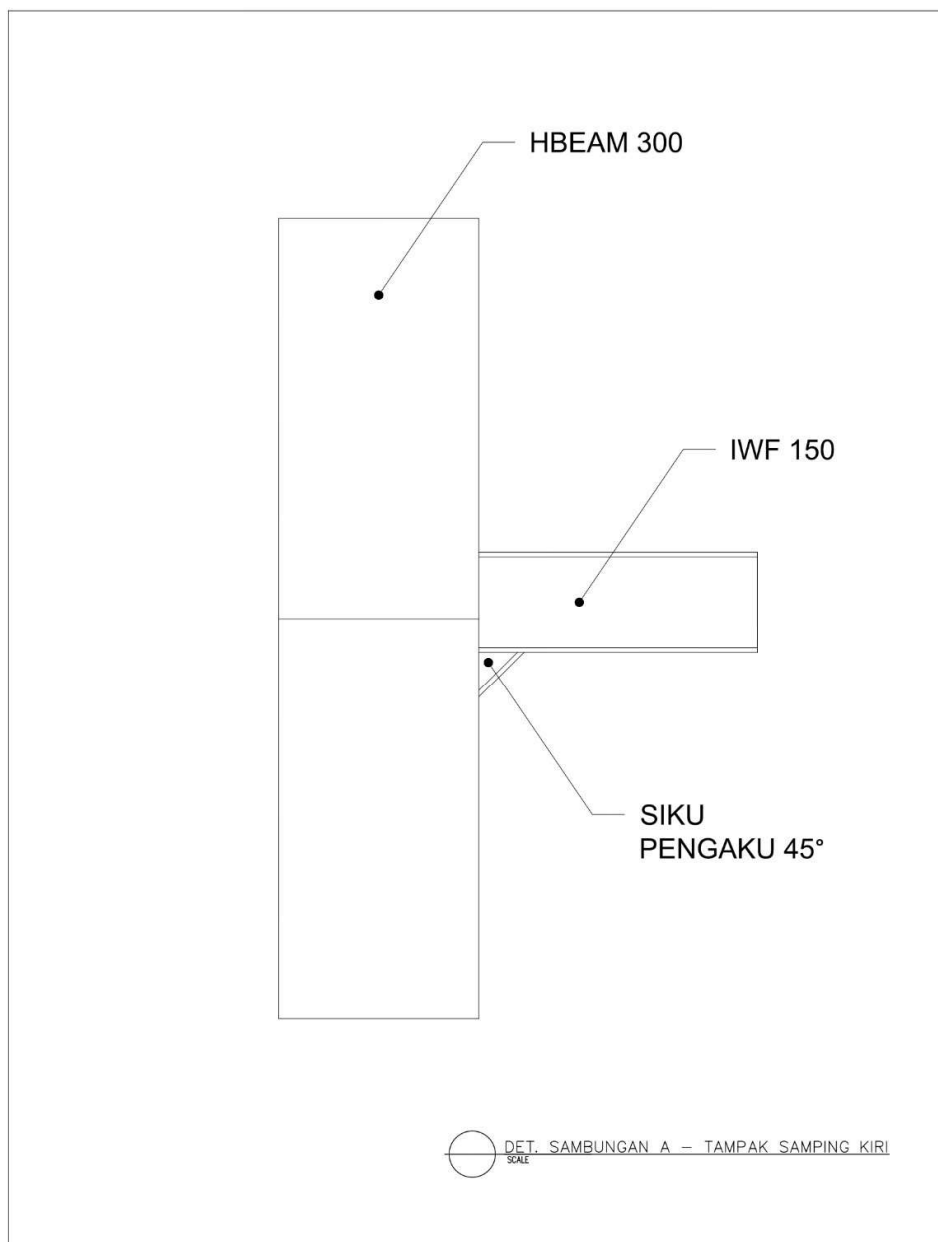 HBEAM 300
IWF 150
SIKU
PENGAKU 45°
DET. SAMBUNGAN A – TAMPAK SAMPING KIRI
SCALE